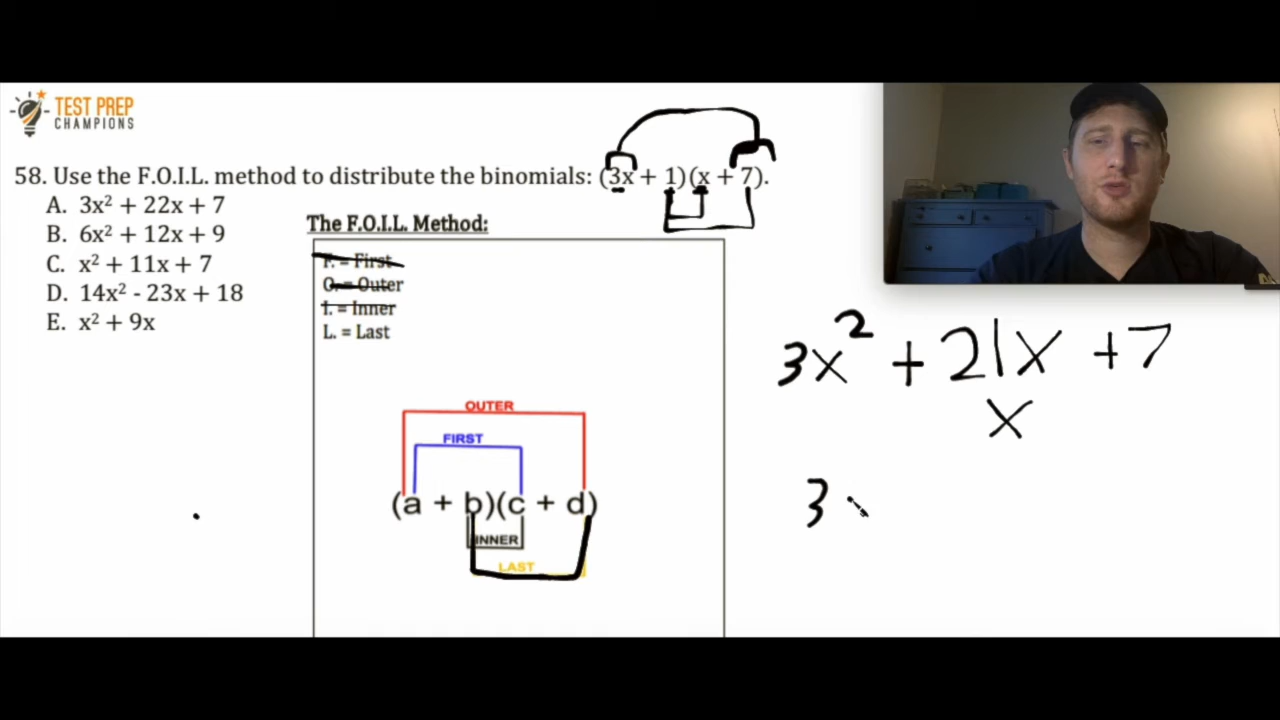 TEST PREP
CHAMPIONS
58. Use the F.O.I.L. method to distribute the binomials: (3x + 1)(x + 7).
A. 3x² + 22x + 7
B. 6x² + 12x + 9
C. x² + 11x + 7
D. 14x² - 23x + 18
E. x² + 9x
The F.O.I.L. Method:
F. = First
O. = Outer
I. = Inner
L. = Last
OUTER
FIRST
(a + b)(c + d)
INNER
LAST
3x² + 21x + 7
x
3